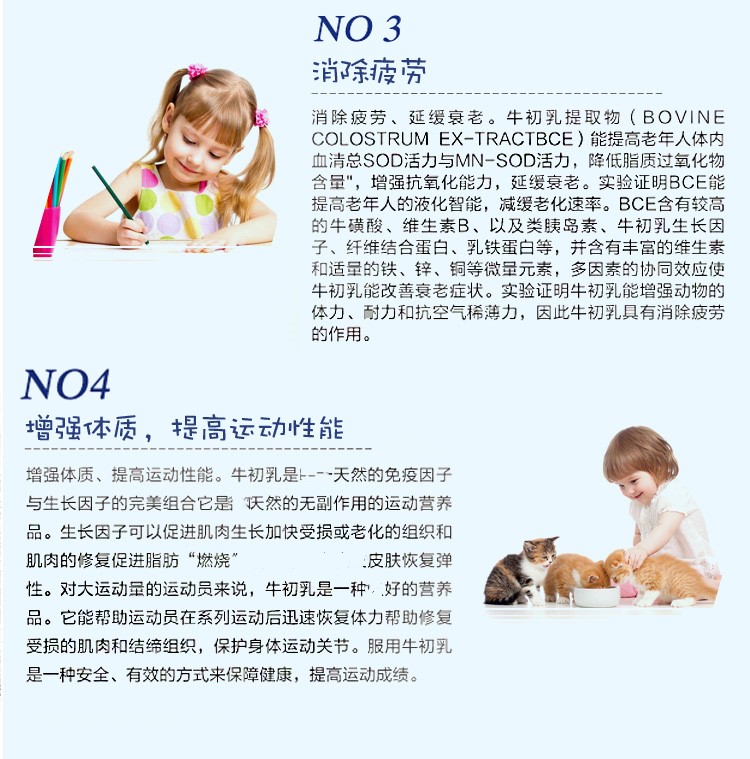 NO 3
消除疲劳
消除疲劳、延缓衰老。牛初乳提取物(BOVINE
COLOSTRUM EX-TRACTBCE)能提高老年人体内
血清总SOD活力与MN-SOD活力，降低脂质过氧化物
含量"，增强抗氧化能力，延缓衰老。实验证明BCE能
提高老年人的液化智能，减缓老化速率。BCE含有较高
的牛磺酸、维生素B、以及类胰岛素、牛初乳生长因
子、纤维结合蛋白、乳铁蛋白等，并含有丰富的维生素
和适量的铁、锌、铜等微量元素，多因素的协同效应使
牛初乳能改善衰老症状。实验证明牛初乳能增强动物的
体力、耐力和抗空气稀薄力，因此牛初乳具有消除疲劳
的作用。
NO4
增强体质，提高运动性能
增强体质、提高运动性能。牛初乳是天然的免疫因子
与生长因子的完美组合它是天然的无副作用的运动营养
品。生长因子可以促进肌肉生长加快受损或老化的组织和
肌肉的修复促进脂肪“燃烧” 皮肤恢复弹
性。对大运动量的运动员来说，牛初乳是一种好的营养
品。它能帮助运动员在系列运动后迅速恢复体力帮助修复
受损的肌肉和结缔组织，保护身体运动关节。服用牛初乳
是一种安全、有效的方式来保障健康，提高运动成绩。